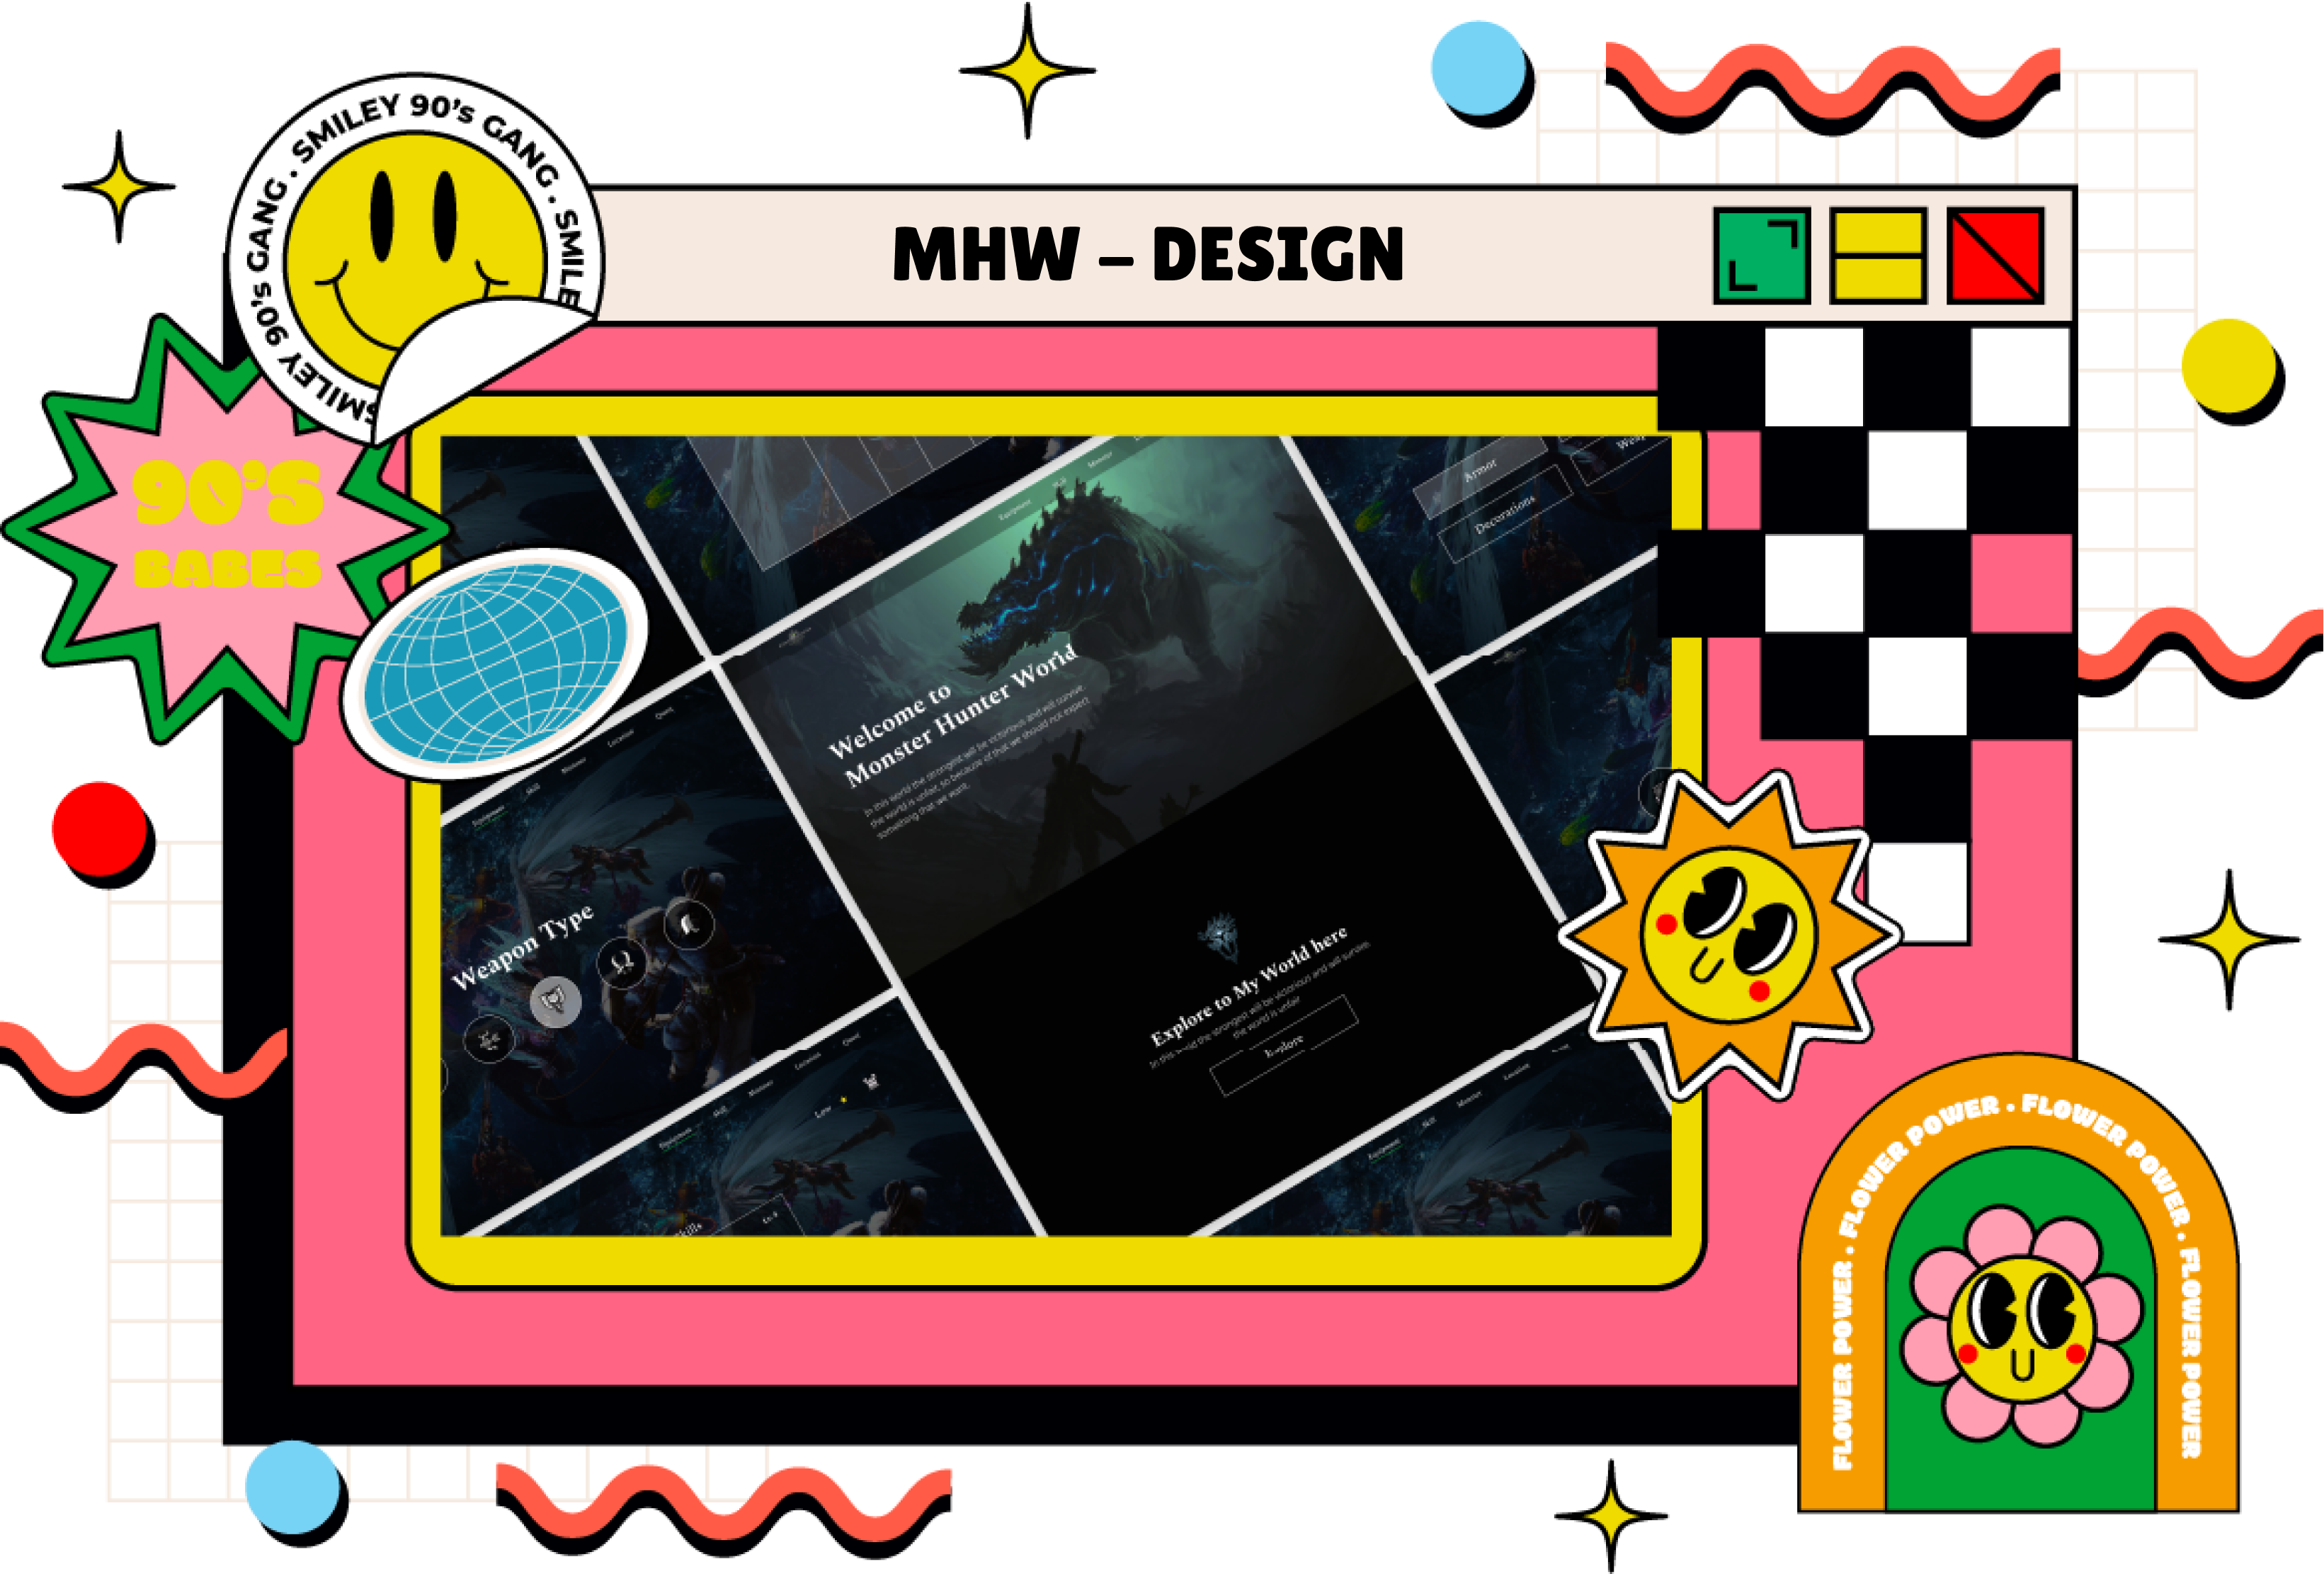 SMILEY 90's GANG . SMILEY 90's GANG . SMILE
MHW – DESIGN
90'S
BABES
Armor
Decorations
Monster
Skill
Equipment
Welcome to
Monster Hunter World
In this world the strongest will be victorious and will survive.
the world is unfair, so because of that we should not expect
something that we want.
Quest
Location
Monster
Skill
Equipment
Weapon Type
Explore to My World here
In this world the strongest will be victorious and will survive
the world is unfair
Explore
Quest
Location
Monster
Skill
Equipment
Low
Skills
Location
Monster
Skill
Equipment
FLOWER POWER . FLOWER POWER . FLOWER POWER . FLOWER POWER